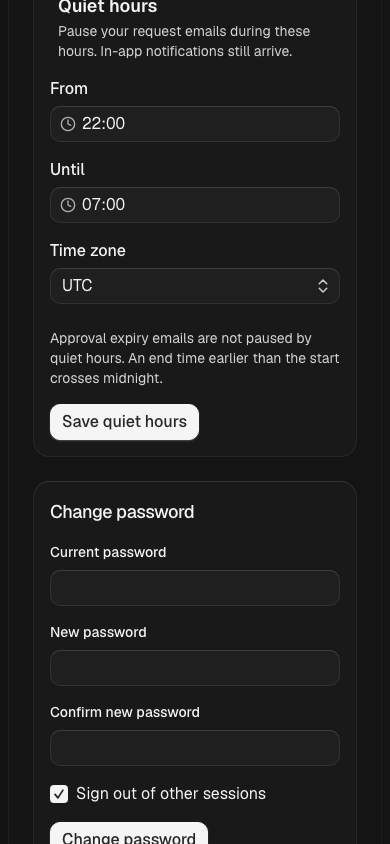 Quiet hours
Pause your request emails during these
hours. In-app notifications still arrive.
From
22:00
Until
07:00
Time zone
UTC
Approval expiry emails are not paused by
quiet hours. An end time earlier than the start
crosses midnight.
Save quiet hours
Change password
Current password
New password
Confirm new password
Sign out of other sessions
Change password